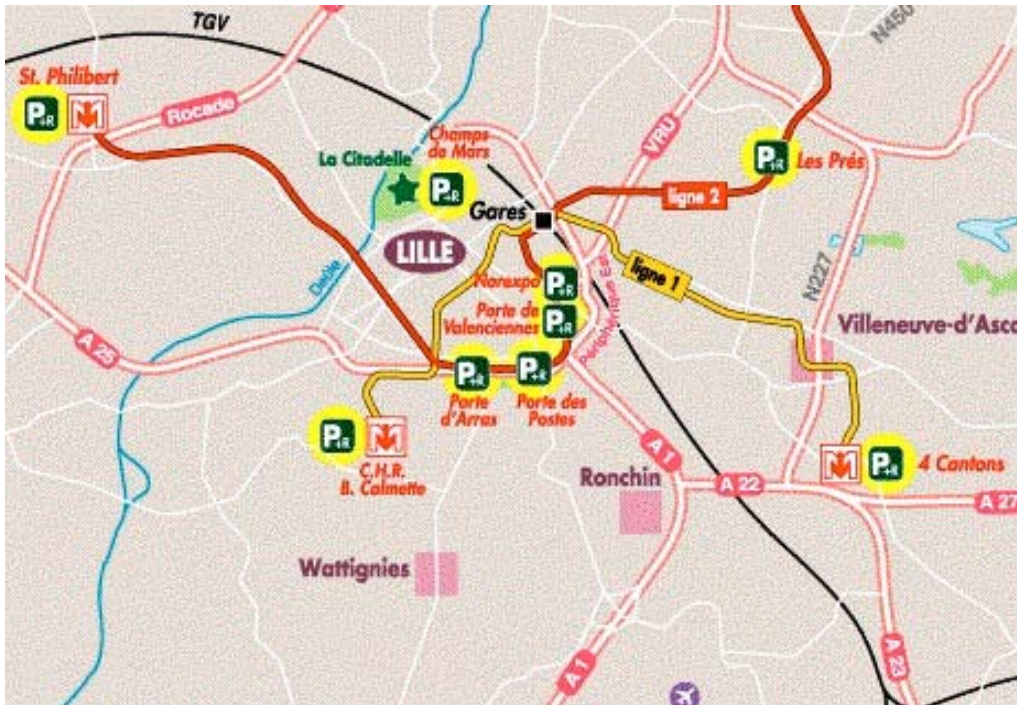 TGV
N450
St. Philibert
P+R
Rocade
VRU
Champs
de Mars
La Citadelle
P+R
P+R
Les Prés
ligne 2
Gares
LILLE
ligne 1
N227
Deûle
Norexpo
P+R
Porte de
Valenciennes
P+R
Périphérique Est
Villeneuve-d'Asc
A 25
P+R
P+R
Porte
d'Arras
Porte des
Postes
P+R
C.H.R.
B. Calmette
A 1
Ronchin
A 22
P+R
4 Cantons
A 27
Wattignies
A 1
A 23